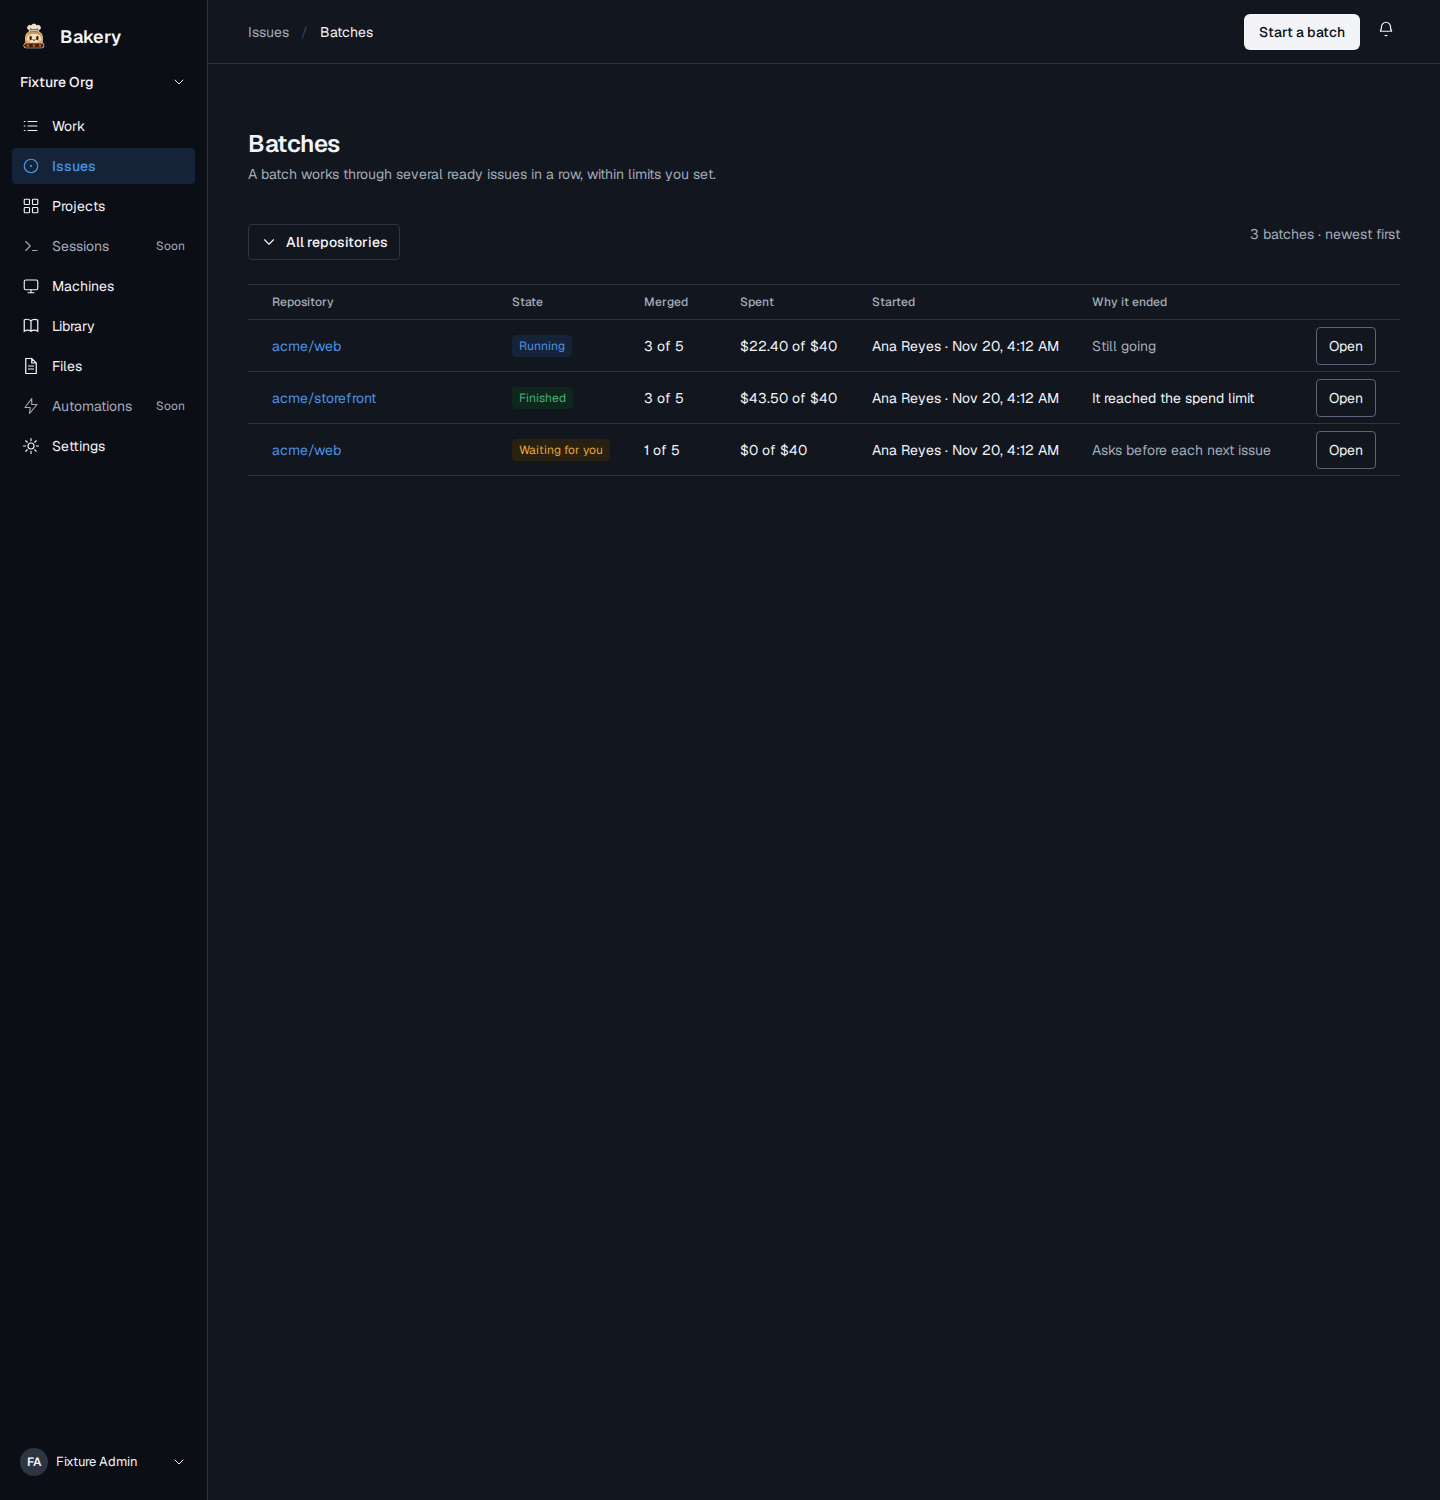 Bakery
Fixture Org
Work
Issues
Projects
Sessions Soon
Machines
Library
Files
Automations Soon
Settings
FA Fixture Admin
Issues / Batches
Start a batch
Batches
A batch works through several ready issues in a row, within limits you set.
All repositories
3 batches · newest first
Repository State Merged Spent Started Why it ended
acme/web Running 3 of 5 $22.40 of $40 Ana Reyes · Nov 20, 4:12 AM Still going Open
acme/storefront Finished 3 of 5 $43.50 of $40 Ana Reyes · Nov 20, 4:12 AM It reached the spend limit Open
acme/web Waiting for you 1 of 5 $0 of $40 Ana Reyes · Nov 20, 4:12 AM Asks before each next issue Open